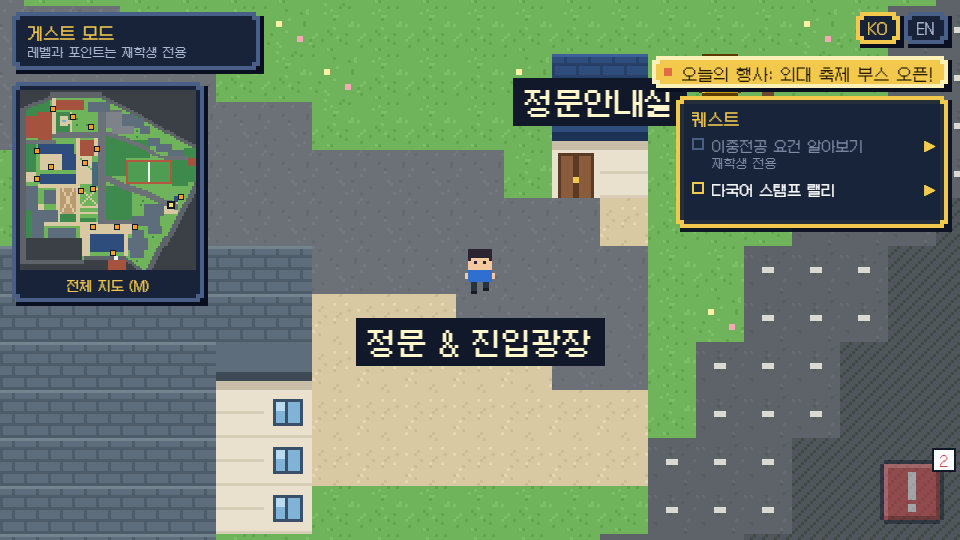 게스트 모드
레벨과 포인트는 재학생 전용
KO
EN
오늘의 행사: 외대 축제 부스 오픈!
정문안내실
퀘스트
이중전공 요건 알아보기
재학생 전용
다국어 스탬프 랠리
전체 지도 (M)
정문 & 진입광장
2
!